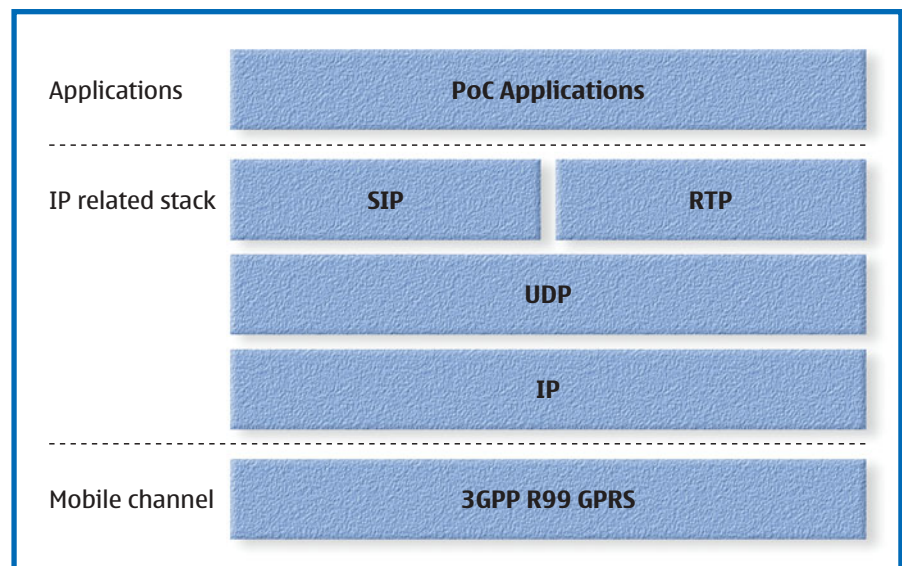 Applications
PoC Applications
IP related stack
SIP
RTP
UDP
IP
Mobile channel
3GPP R99 GPRS